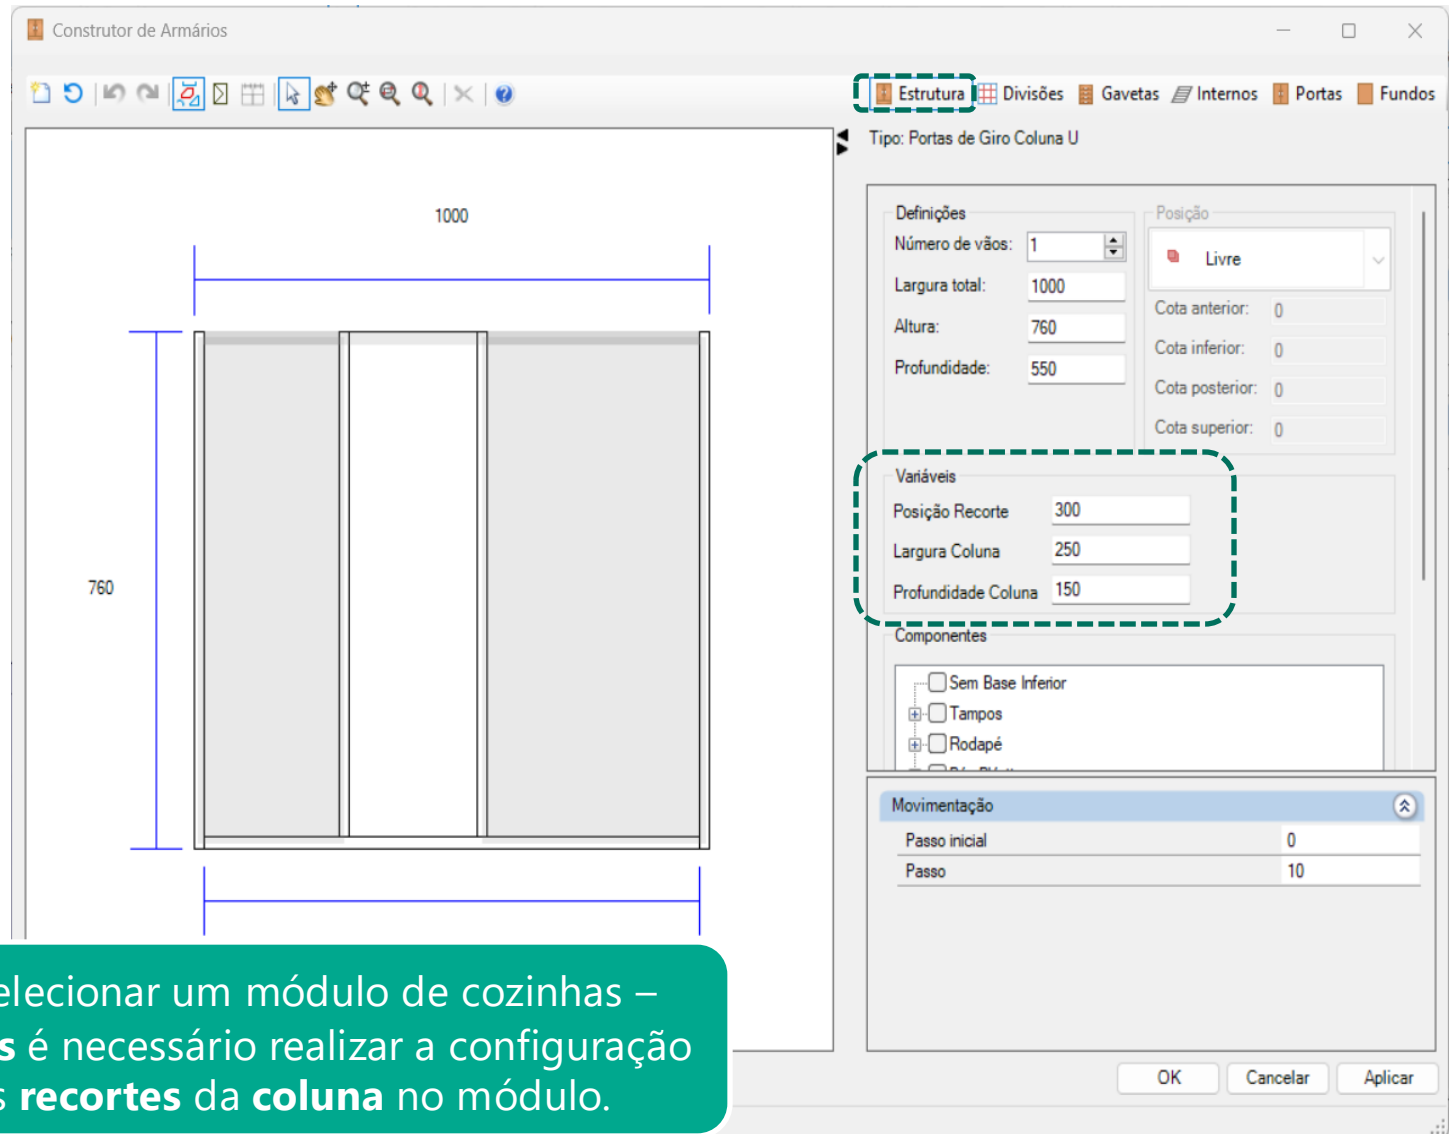 Construtor de Armários
Estrutura Divisões Gavetas Internos Portas Fundos
Tipo: Portas de Giro Coluna U
1000
760
Definições
Número de vãos: 1
Largura total: 1000
Altura: 760
Profundidade: 550
Posição
Livre
Cota anterior: 0
Cota inferior: 0
Cota posterior: 0
Cota superior: 0
Variáveis
Posição Recorte 300
Largura Coluna 250
Profundidade Coluna 150
Componentes
Sem Base Inferior
Tampos
Rodapé
Movimentação
Passo inicial 0
Passo 10
elecionar um módulo de cozinhas –
s é necessário realizar a configuração
s recortes da coluna no módulo.
OK Cancelar Aplicar